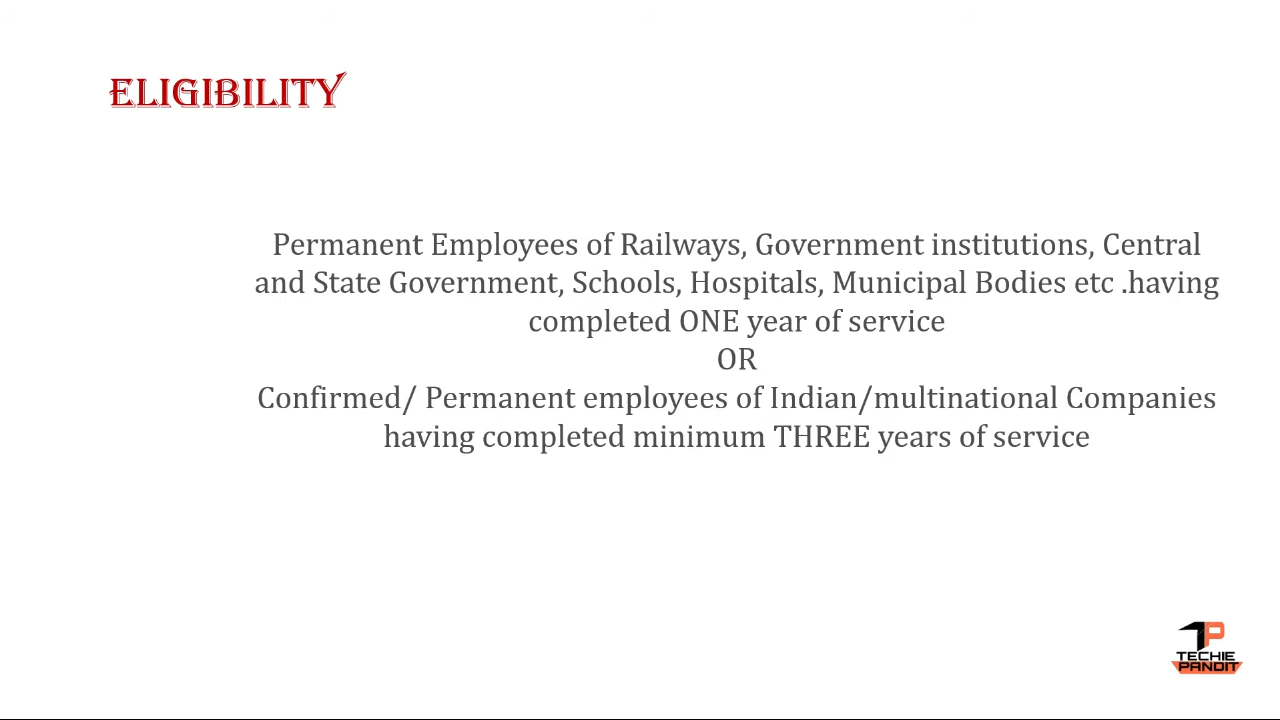 ELIGIBILITY
Permanent Employees of Railways, Government institutions, Central
and State Government, Schools, Hospitals, Municipal Bodies etc .having
completed ONE year of service
OR
Confirmed/ Permanent employees of Indian/multinational Companies
having completed minimum THREE years of service
TP
TECHIE
PANDIT